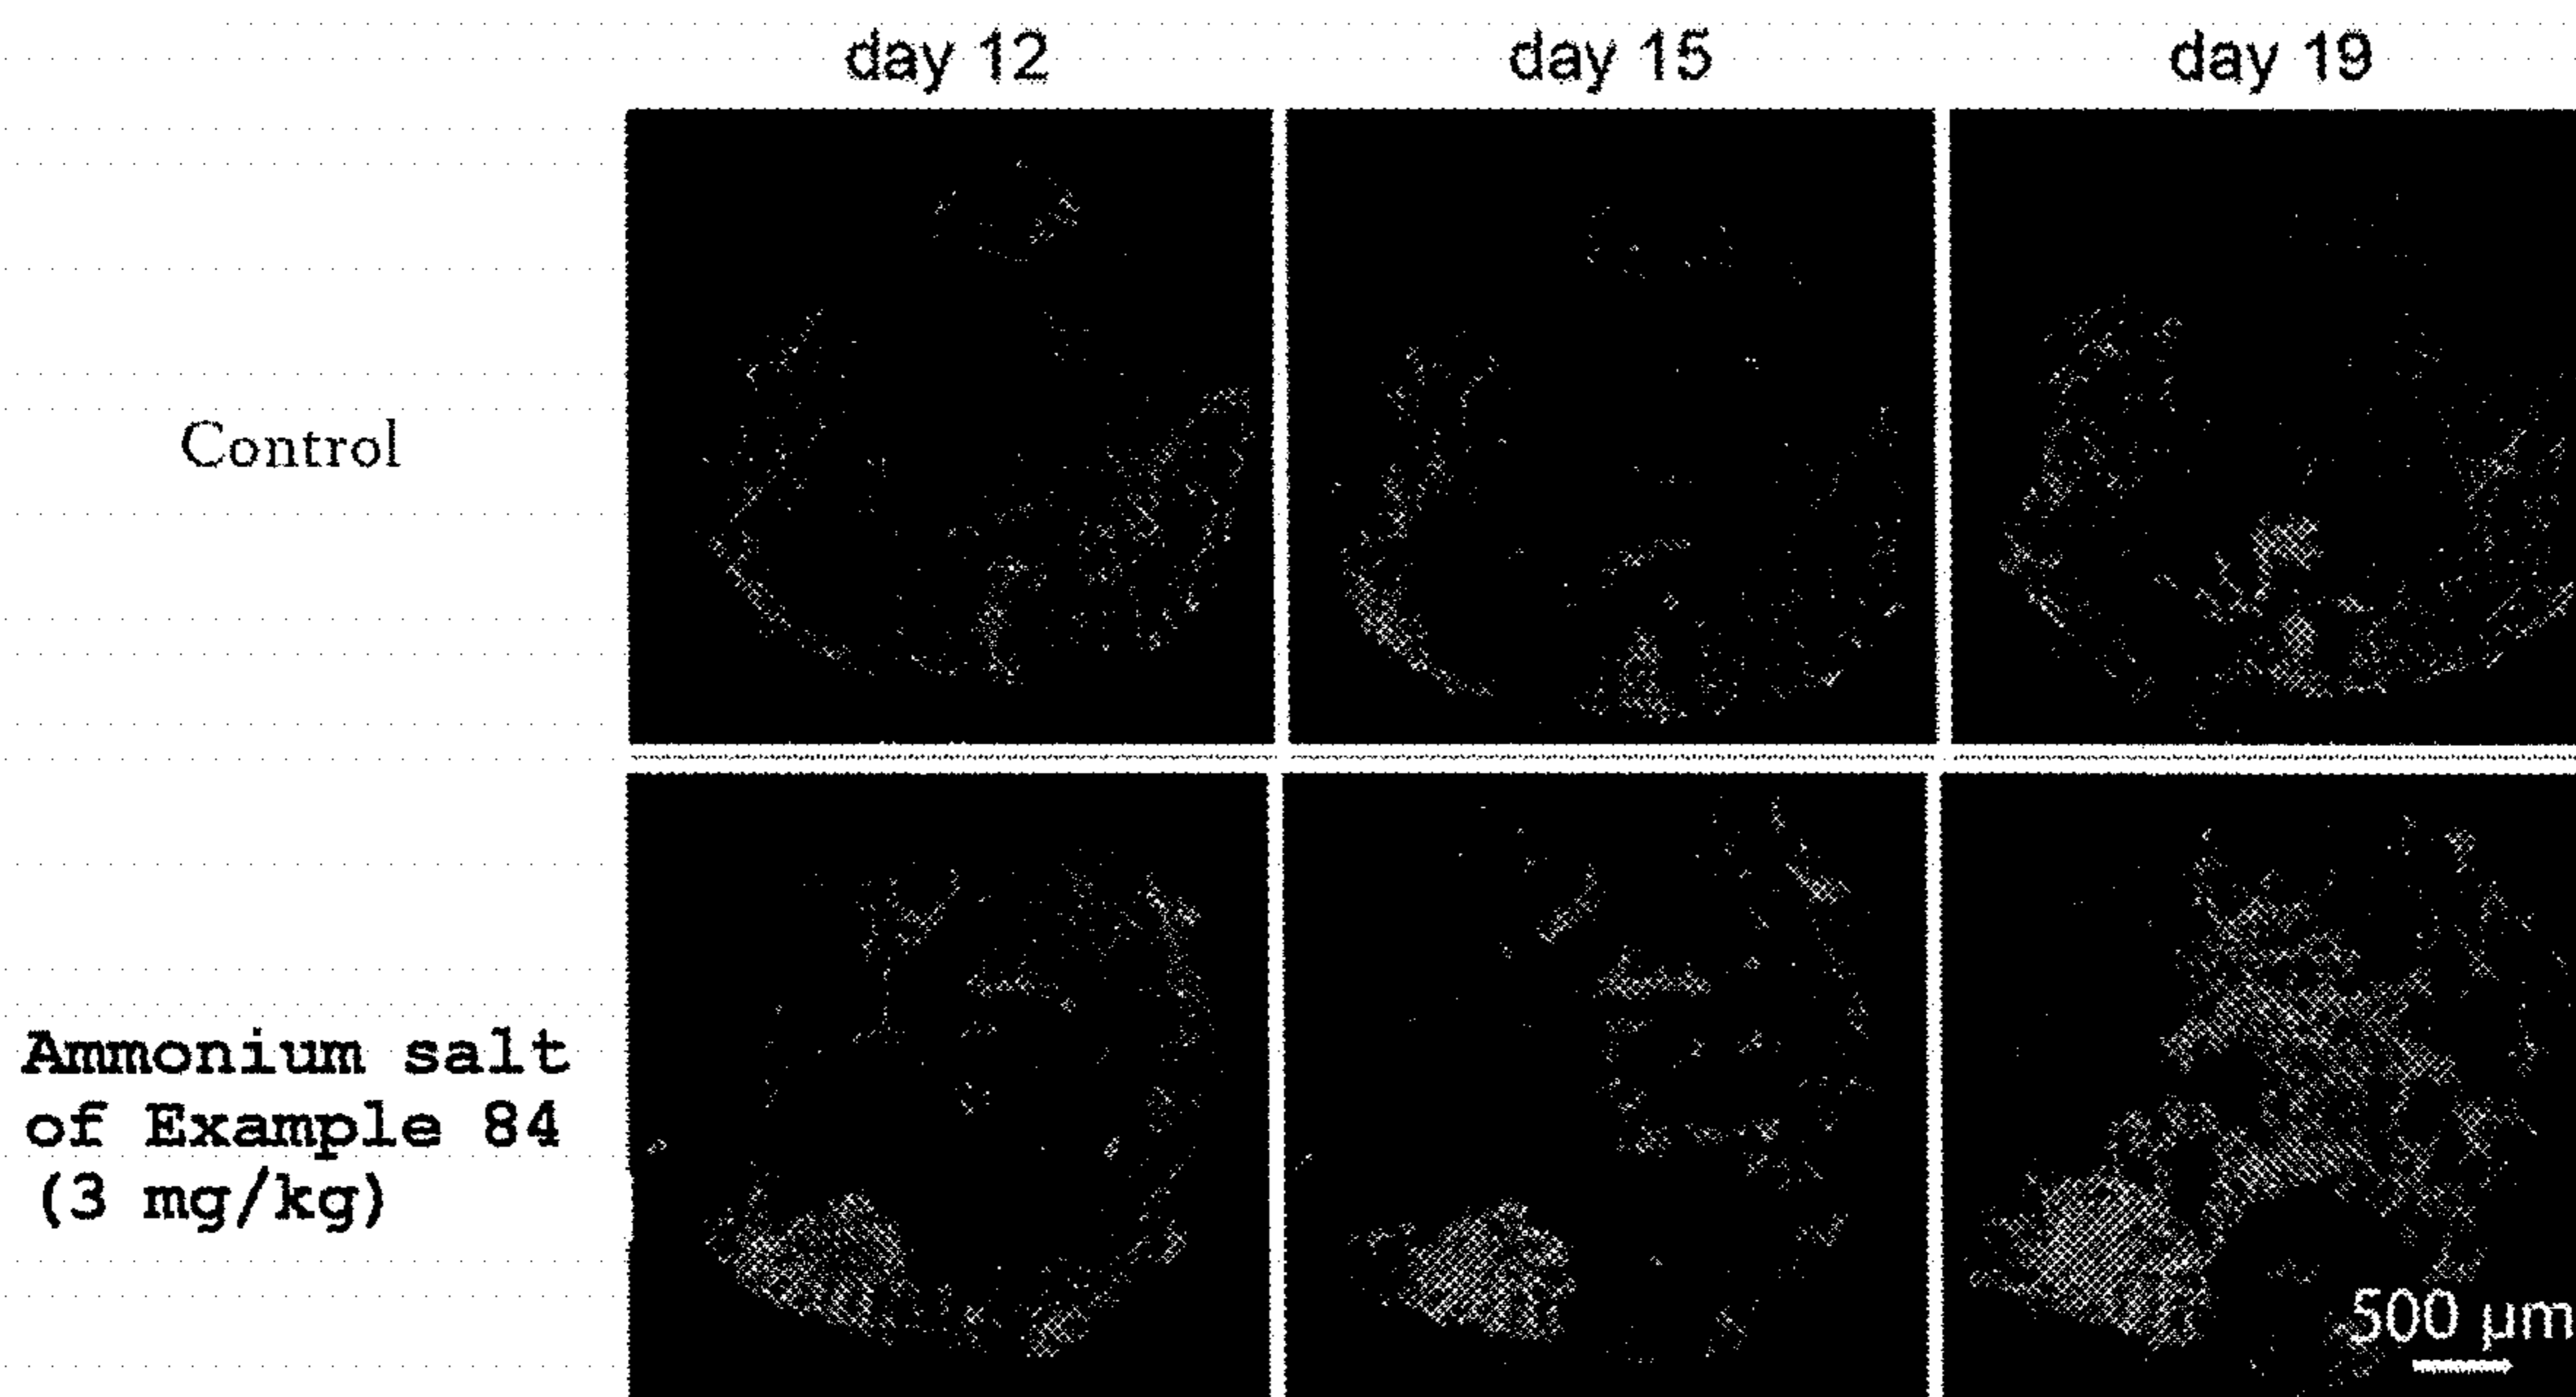 day 12 day 15 day 19
Control
Ammonium salt
of Example 84
(3 mg/kg)
500 μm